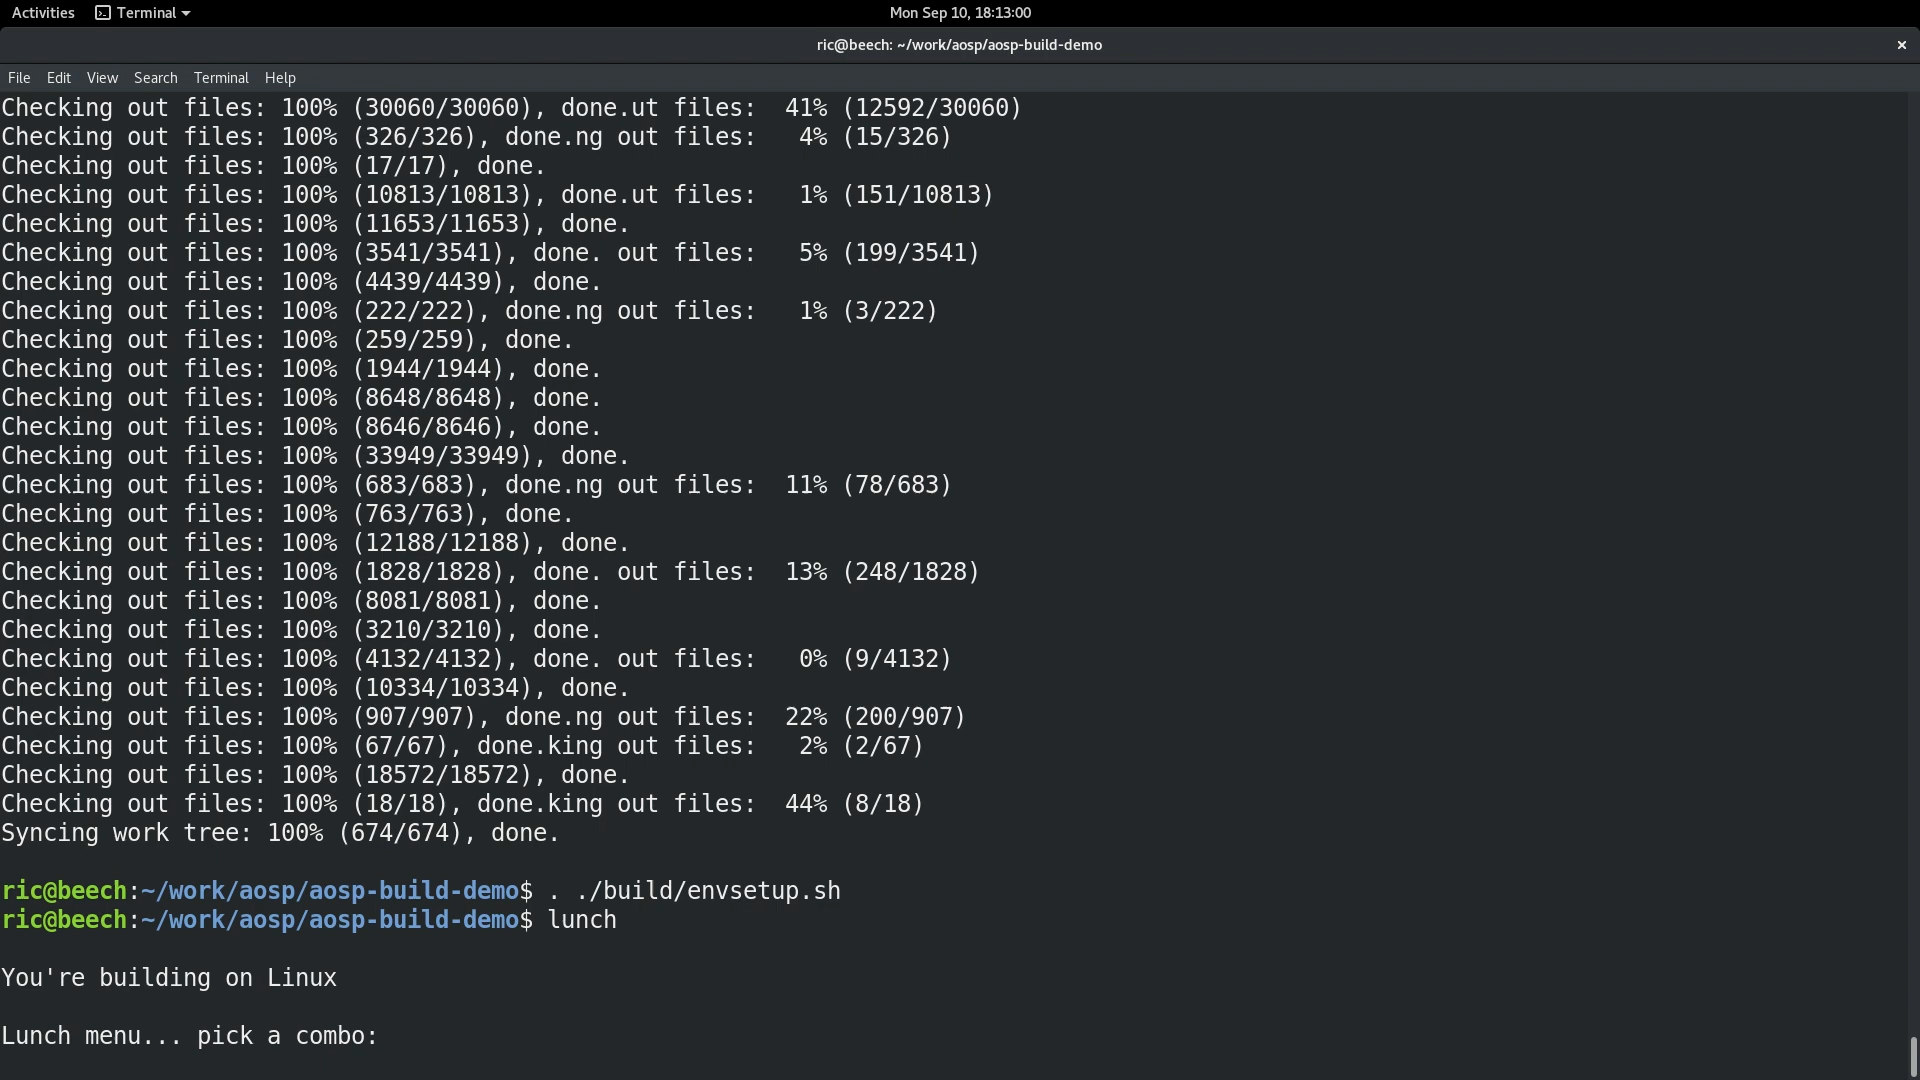 Activities Terminal Mon Sep 10, 18:13:00
ric@beech: ~/work/aosp/aosp-build-demo ×
File Edit View Search Terminal Help
Checking out files: 100% (30060/30060), done.ut files:  41% (12592/30060)
Checking out files: 100% (326/326), done.ng out files:   4% (15/326)
Checking out files: 100% (17/17), done.
Checking out files: 100% (10813/10813), done.ut files:   1% (151/10813)
Checking out files: 100% (11653/11653), done.
Checking out files: 100% (3541/3541), done. out files:   5% (199/3541)
Checking out files: 100% (4439/4439), done.
Checking out files: 100% (222/222), done.ng out files:   1% (3/222)
Checking out files: 100% (259/259), done.
Checking out files: 100% (1944/1944), done.
Checking out files: 100% (8648/8648), done.
Checking out files: 100% (8646/8646), done.
Checking out files: 100% (33949/33949), done.
Checking out files: 100% (683/683), done.ng out files:  11% (78/683)
Checking out files: 100% (763/763), done.
Checking out files: 100% (12188/12188), done.
Checking out files: 100% (1828/1828), done. out files:  13% (248/1828)
Checking out files: 100% (8081/8081), done.
Checking out files: 100% (3210/3210), done.
Checking out files: 100% (4132/4132), done. out files:   0% (9/4132)
Checking out files: 100% (10334/10334), done.
Checking out files: 100% (907/907), done.ng out files:  22% (200/907)
Checking out files: 100% (67/67), done.king out files:   2% (2/67)
Checking out files: 100% (18572/18572), done.
Checking out files: 100% (18/18), done.king out files:  44% (8/18)
Syncing work tree: 100% (674/674), done.
ric@beech:~/work/aosp/aosp-build-demo$ . ./build/envsetup.sh
ric@beech:~/work/aosp/aosp-build-demo$ lunch
You're building on Linux
Lunch menu... pick a combo: